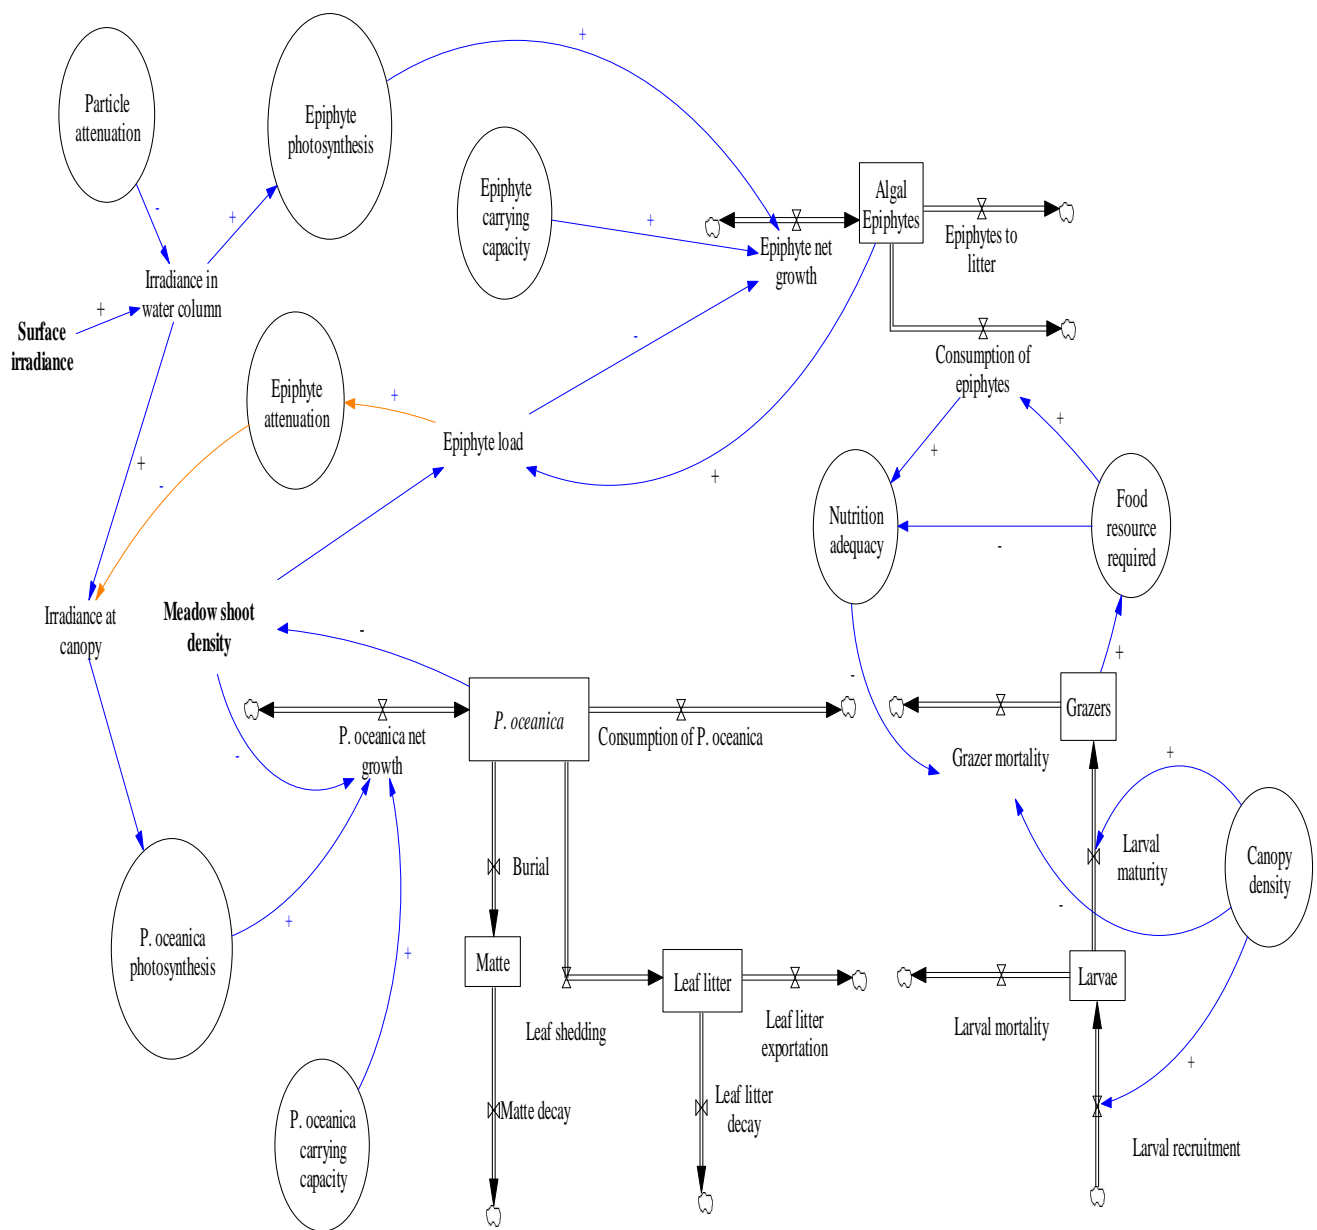 +
Particle
attenuation
Epiphyte
photosynthesis
Epiphyte
carrying
capacity
Algal
Epiphytes
-
+
+
Epiphyte net
growth
Epiphytes to
litter
Irradiance in
water column
+
Surface
irradiance
-
Consumption of
epiphytes
Epiphyte
attenuation
+
Epiphyte load
+
+
+
-
+
Nutrition
adequacy
Food
resource
required
-
Irradiance at
canopy
Meadow shoot
density
-
+
-
P. oceanica
Grazers
P. oceanica net
growth
Consumption of P. oceanica
-
Grazer mortality
+
Burial
Larval
maturity
Canopy
density
-
+
P. oceanica
photosynthesis
+
Matte
Leaf litter
Larvae
Leaf shedding
Leaf litter
exportation
Larval mortality
+
P. oceanica
carrying
capacity
Matte decay
Leaf litter
decay
Larval recruitment